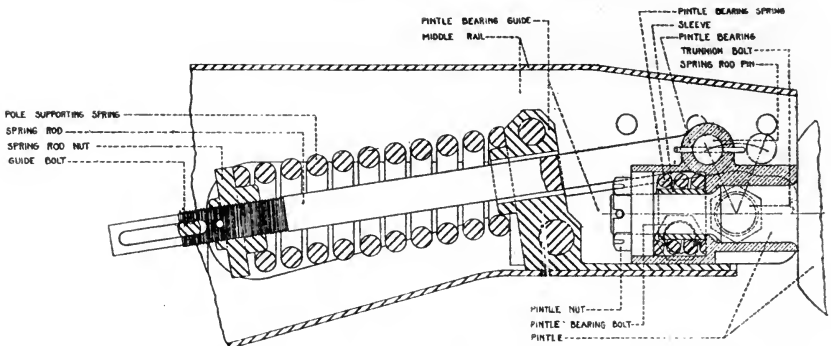 PINTLE BEARING GUIDE
MIDDLE RAIL
PINTLE BEARING SPRING
SLEEVE
PINTLE BEARING
TRUNNION BOLT
SPRING ROD PIN
POLE SUPPORTING SPRING
SPRING ROD
SPRING ROD NUT
GUIDE BOLT
PINTLE NUT
PINTLE BEARING BOLT
PINTLE